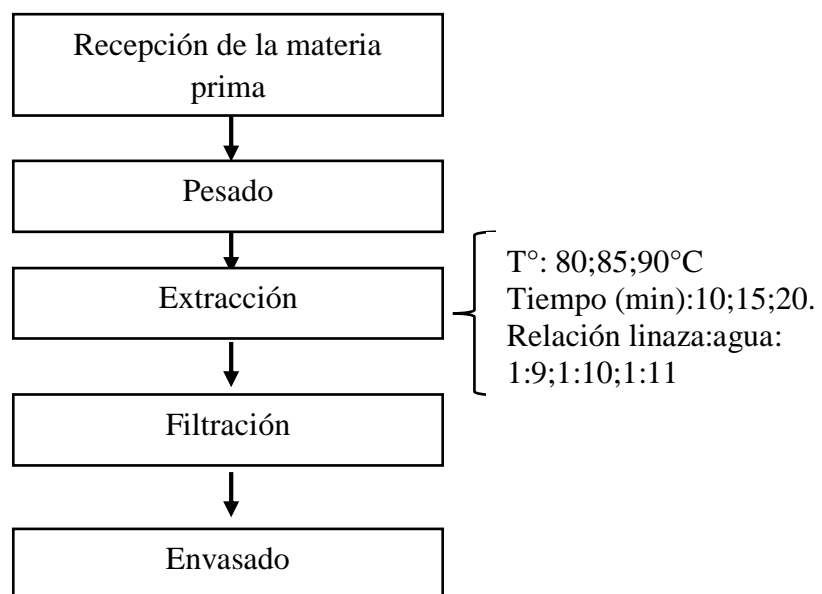 Recepción de la materia
prima
Pesado
Extracción
T°: 80;85;90°C
Tiempo (min):10;15;20.
Relación linaza:agua:
1:9;1:10;1:11
Filtración
Envasado